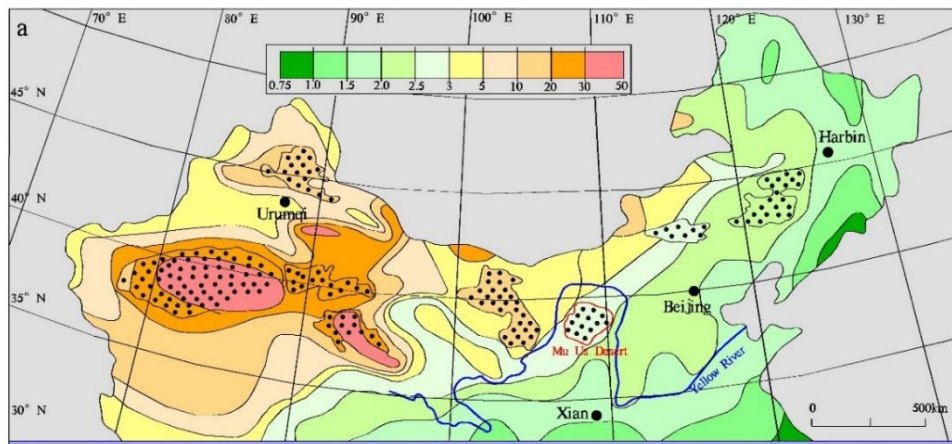 a
70° E
80° E
90° E
100° E
110° E
120° E
130° E
0.75 1.0 1.5 2.0 2.5 3 5 10 20 30 50
45° N
Harbin
40° N
Urumqi
35° N
Beijing
Mu Us Desert
Yellow River
30° N
Xian
0 500km